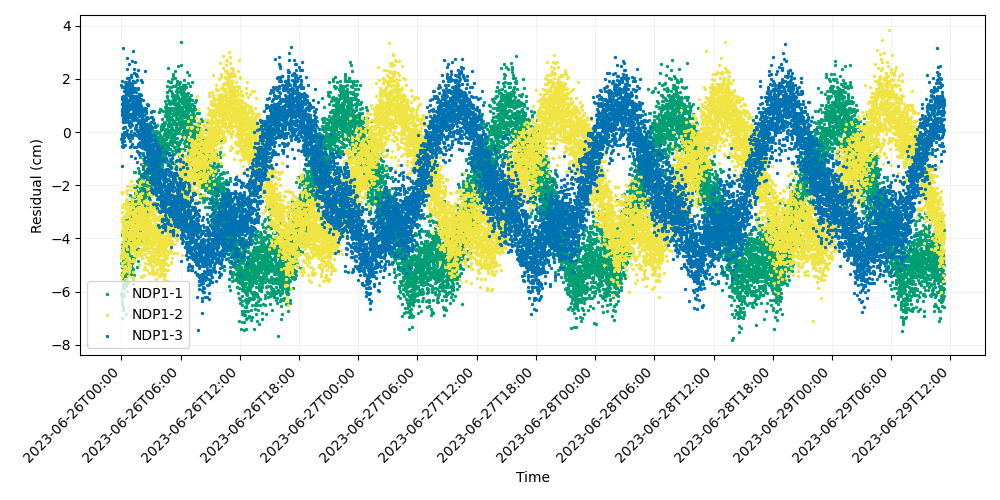 4
2
0
−2
−4
−6
−8
Residual (cm)
NDP1-1
NDP1-2
NDP1-3
2023-06-26T00:00
2023-06-26T06:00
2023-06-26T12:00
2023-06-26T18:00
2023-06-27T00:00
2023-06-27T06:00
2023-06-27T12:00
2023-06-27T18:00
2023-06-28T00:00
2023-06-28T06:00
2023-06-28T12:00
2023-06-28T18:00
2023-06-29T00:00
2023-06-29T06:00
2023-06-29T12:00
Time